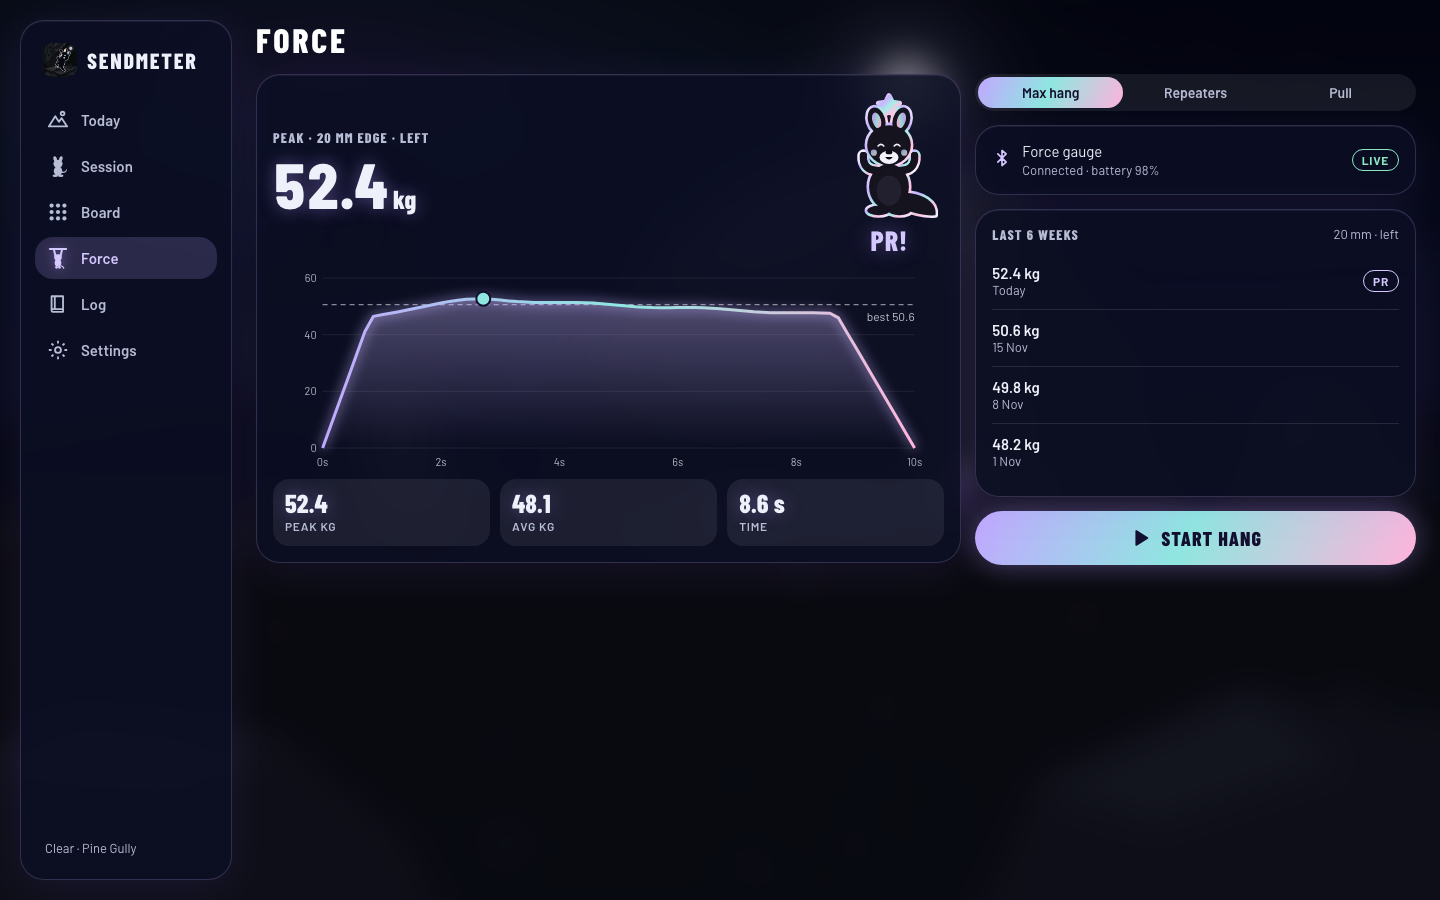 SENDMETER
Today
Session
Board
Force
Log
Settings
Clear · Pine Gully
FORCE
PEAK · 20 MM EDGE · LEFT
52.4 kg
PR!
60
40
20
0
best 50.6
0s 2s 4s 6s 8s 10s
52.4
PEAK KG
48.1
AVG KG
8.6 s
TIME
Max hang Repeaters Pull
Force gauge
Connected · battery 98%
LIVE
LAST 6 WEEKS 20 mm · left
52.4 kg
Today
PR
50.6 kg
15 Nov
49.8 kg
8 Nov
48.2 kg
1 Nov
START HANG